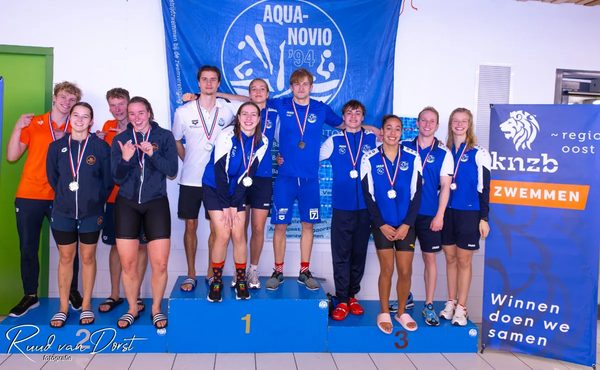 AQUA-
NOVIO
'94
~regio
oost
knzb
ZWEMMEN
Winnen
doen we
samen
1
2
3
Ruud van Dorst
fotografie